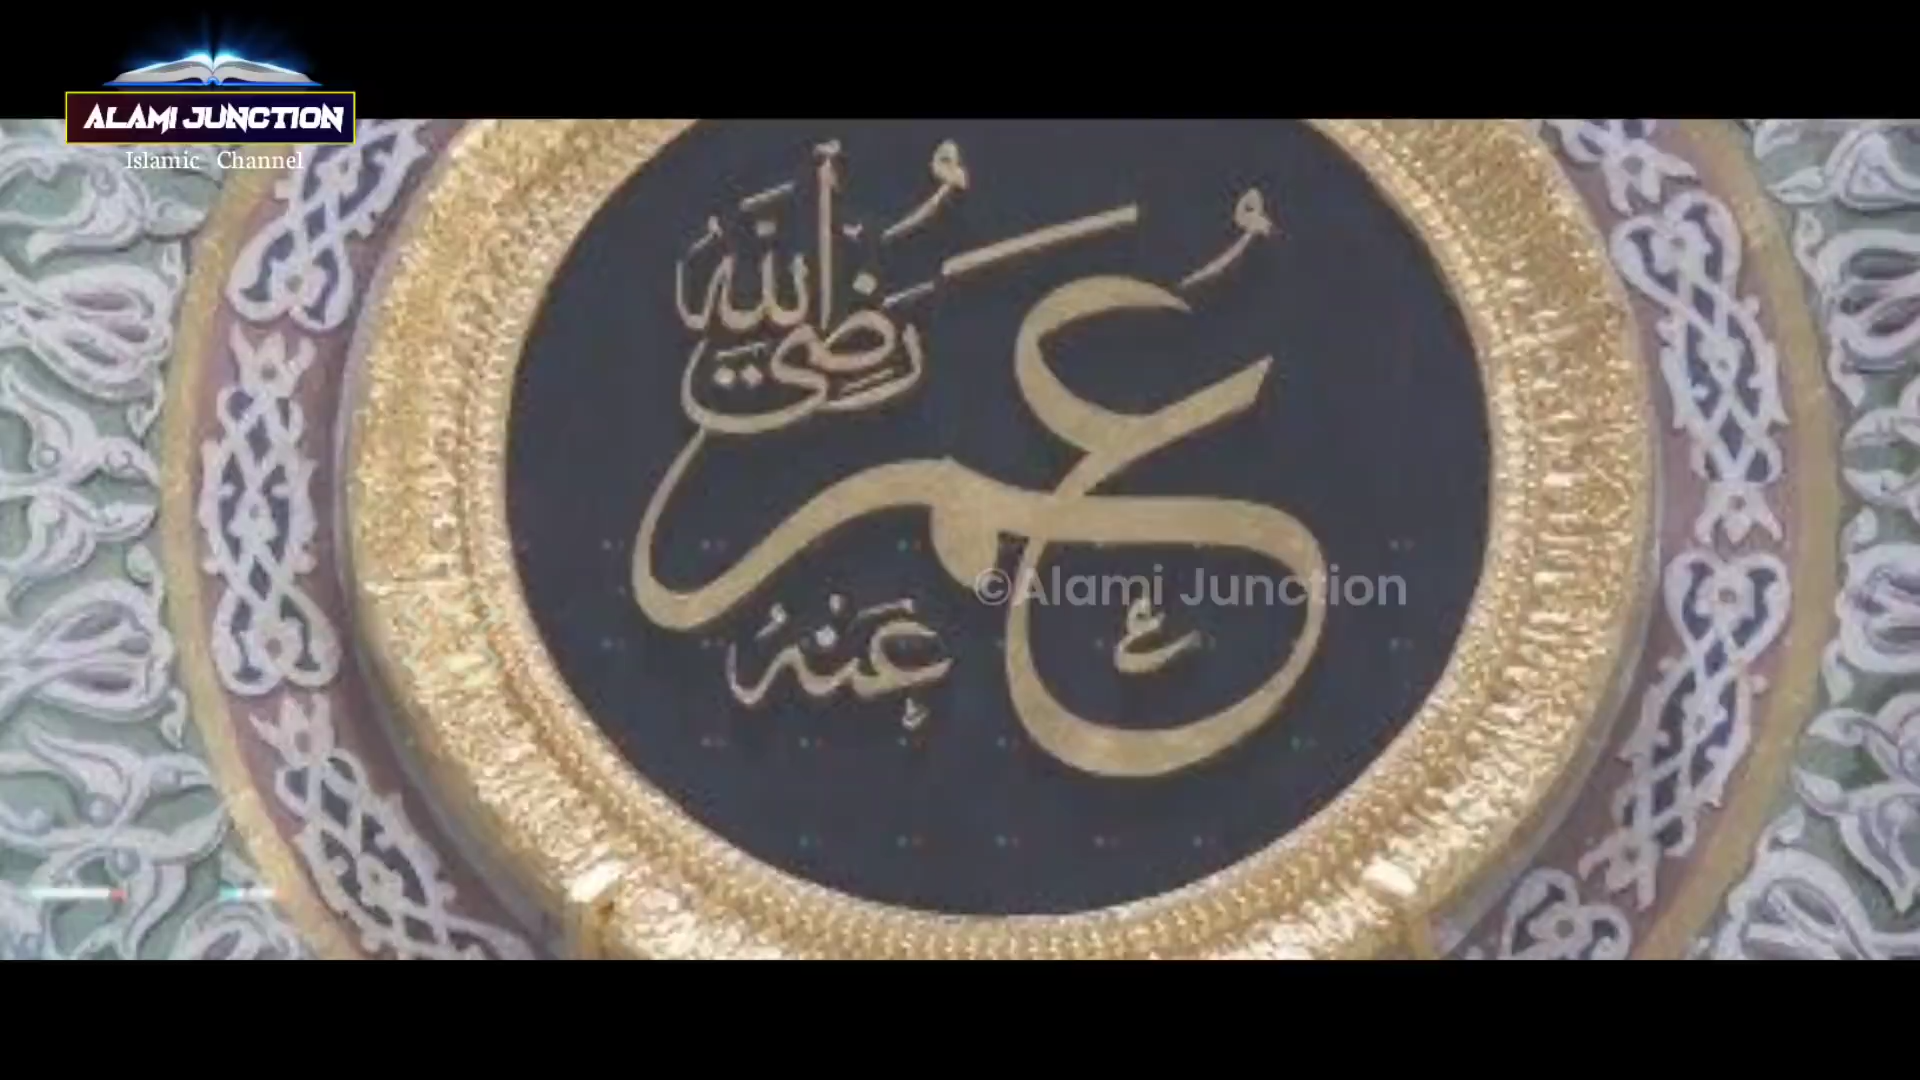 ALAMI JUNCTION
Islamic Channel
عُمَر
رَضِيَ اللَّهُ
عَنْهُ
©Alami Junction